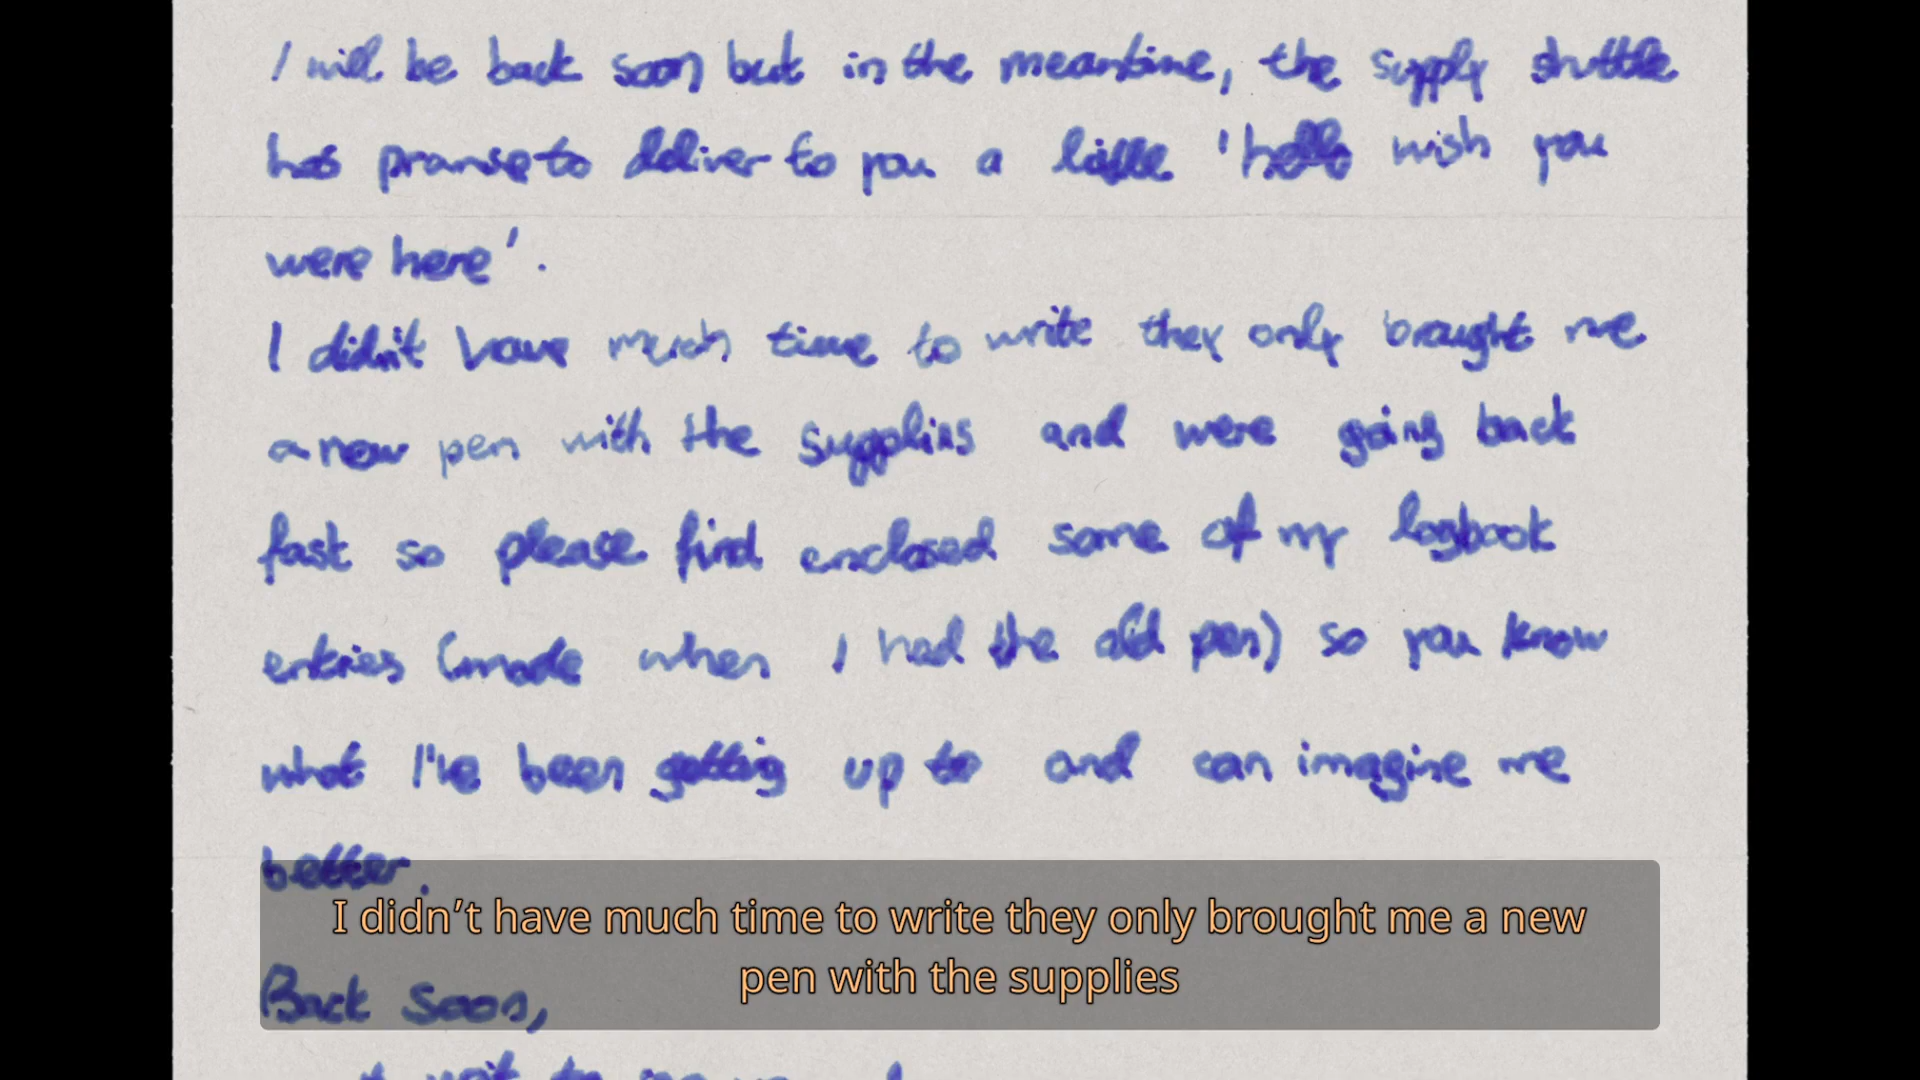 I will be back soon but in the meantime, the supply shuttle
has promise to deliver to you a little 'hello wish you
were here'.
I didn't have much time to write they only brought me
a new pen with the supplies and were going back
fast so please find enclosed some of my logbook
entries (made when I had the old pen) so you know
what I've been getting up to and can imagine me
better.
I didn’t have much time to write they only brought me a new
pen with the supplies
Back Soon,